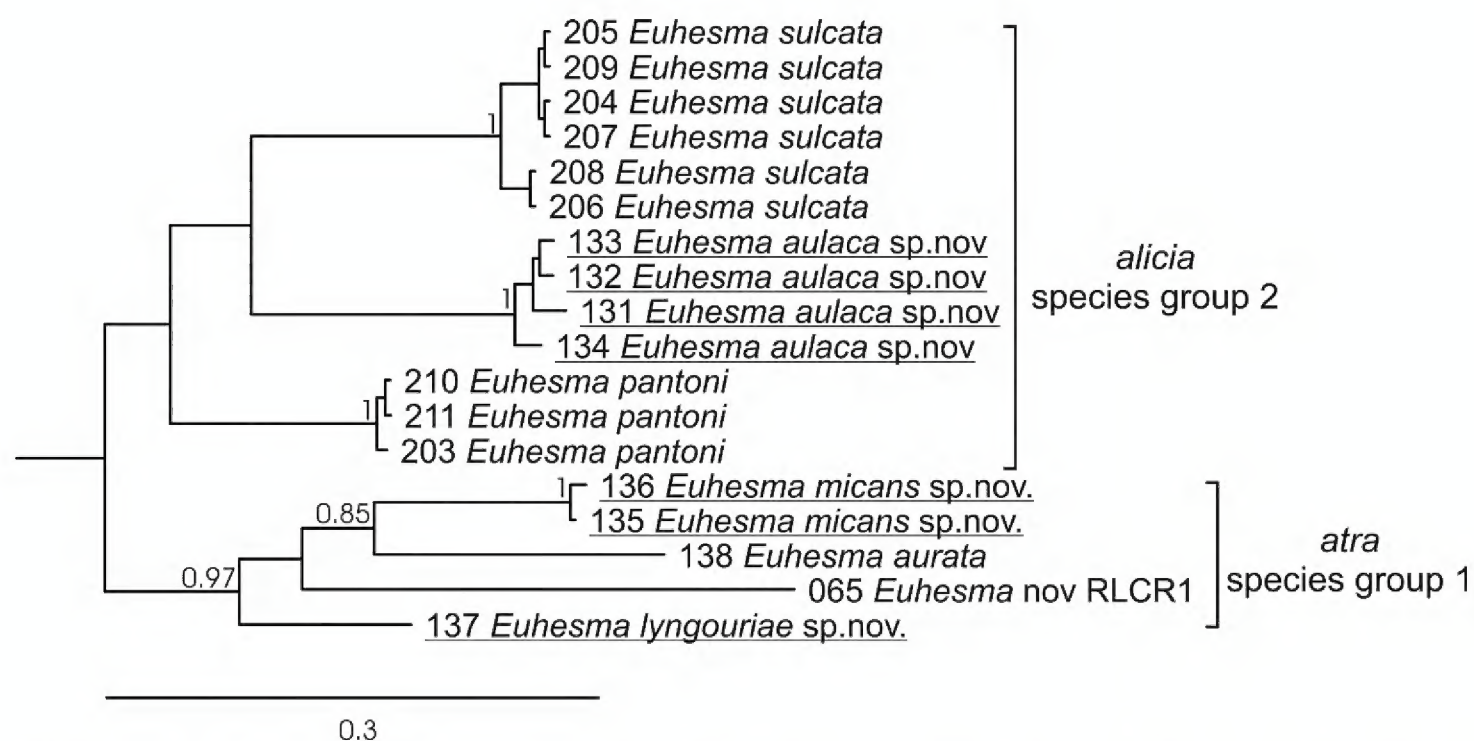 205 Euhesma sulcata
209 Euhesma sulcata
204 Euhesma sulcata
1
207 Euhesma sulcata
208 Euhesma sulcata
206 Euhesma sulcata
133 Euhesma aulaca sp.nov
132 Euhesma aulaca sp.nov
1
131 Euhesma aulaca sp.nov
134 Euhesma aulaca sp.nov
210 Euhesma pantoni
1
211 Euhesma pantoni
203 Euhesma pantoni
alicia
species group 2
1
136 Euhesma micans sp.nov.
0.85
135 Euhesma micans sp.nov.
138 Euhesma aurata
0.97
065 Euhesma nov RLCR1
137 Euhesma lyngouriae sp.nov.
atra
species group 1
0.3